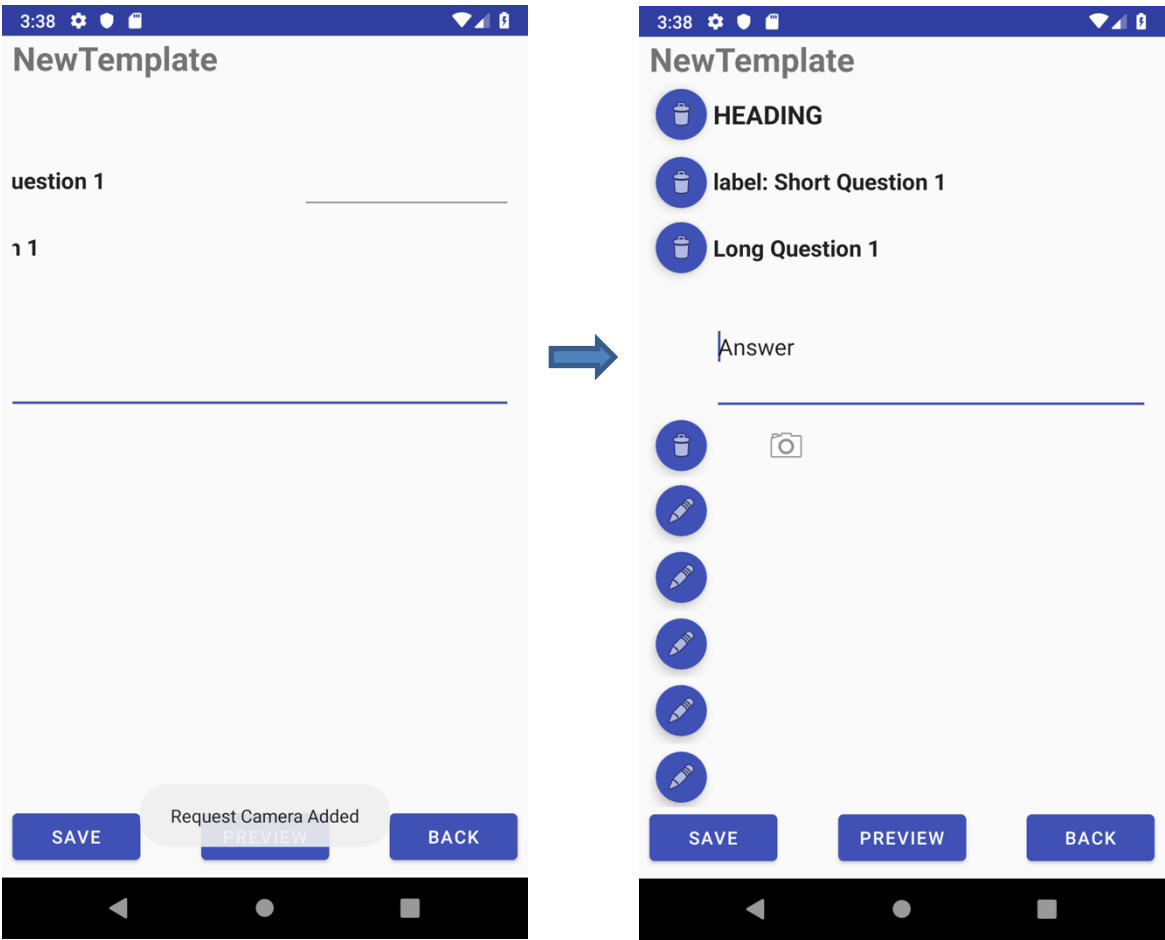 3:38
NewTemplate
uestion 1
n 1
Request Camera Added
SAVE
PREVIEW
BACK
3:38
NewTemplate
HEADING
label: Short Question 1
Long Question 1
Answer
SAVE
PREVIEW
BACK